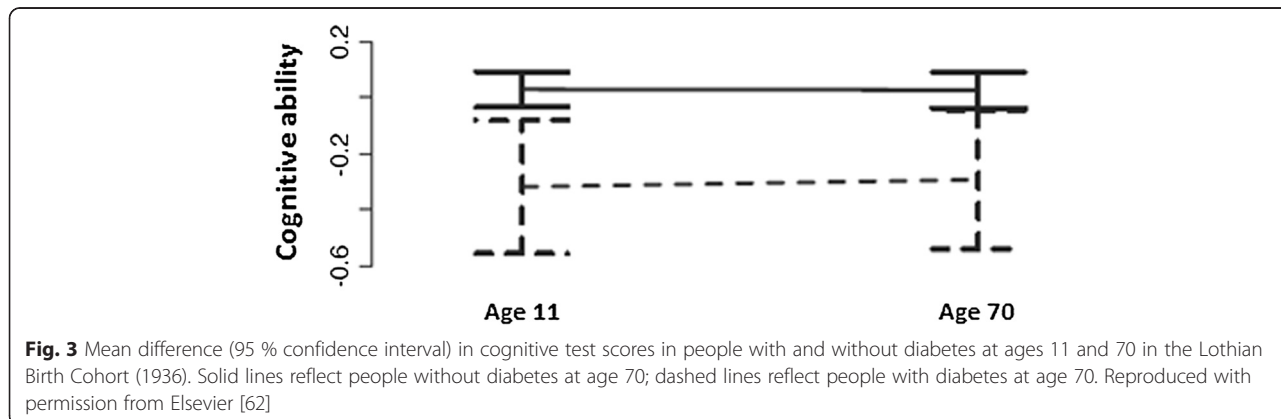 Cognitive ability
0.2
-0.2
-0.6
Age 11
Age 70
Fig. 3 Mean difference (95 % confidence interval) in cognitive test scores in people with and without diabetes at ages 11 and 70 in the Lothian
Birth Cohort (1936). Solid lines reflect people without diabetes at age 70; dashed lines reflect people with diabetes at age 70. Reproduced with
permission from Elsevier [62]